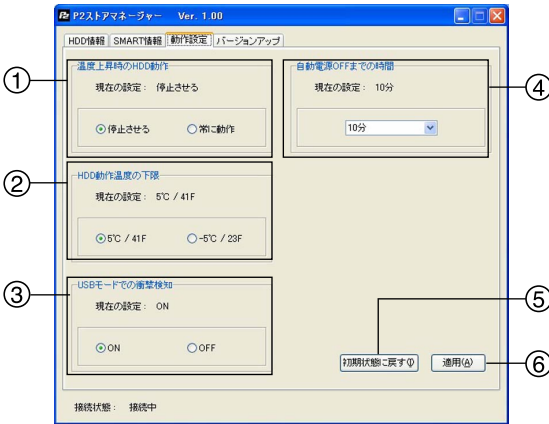 P2 P2ストアマネージャー Ver. 1.00
HDD情報 SMART情報 動作設定 バージョンアップ
① 温度上昇時のHDD動作
現在の設定： 停止させる
停止させる 常に動作
④ 自動電源OFFまでの時間
現在の設定： 10分
10分
② HDD動作温度の下限
現在の設定： 5℃ / 41F
5℃ / 41F -5℃ / 23F
③ USBモードでの衝撃検知
現在の設定： ON
ON OFF
⑤ 初期状態に戻す(I)
⑥ 適用(A)
接続状態： 接続中